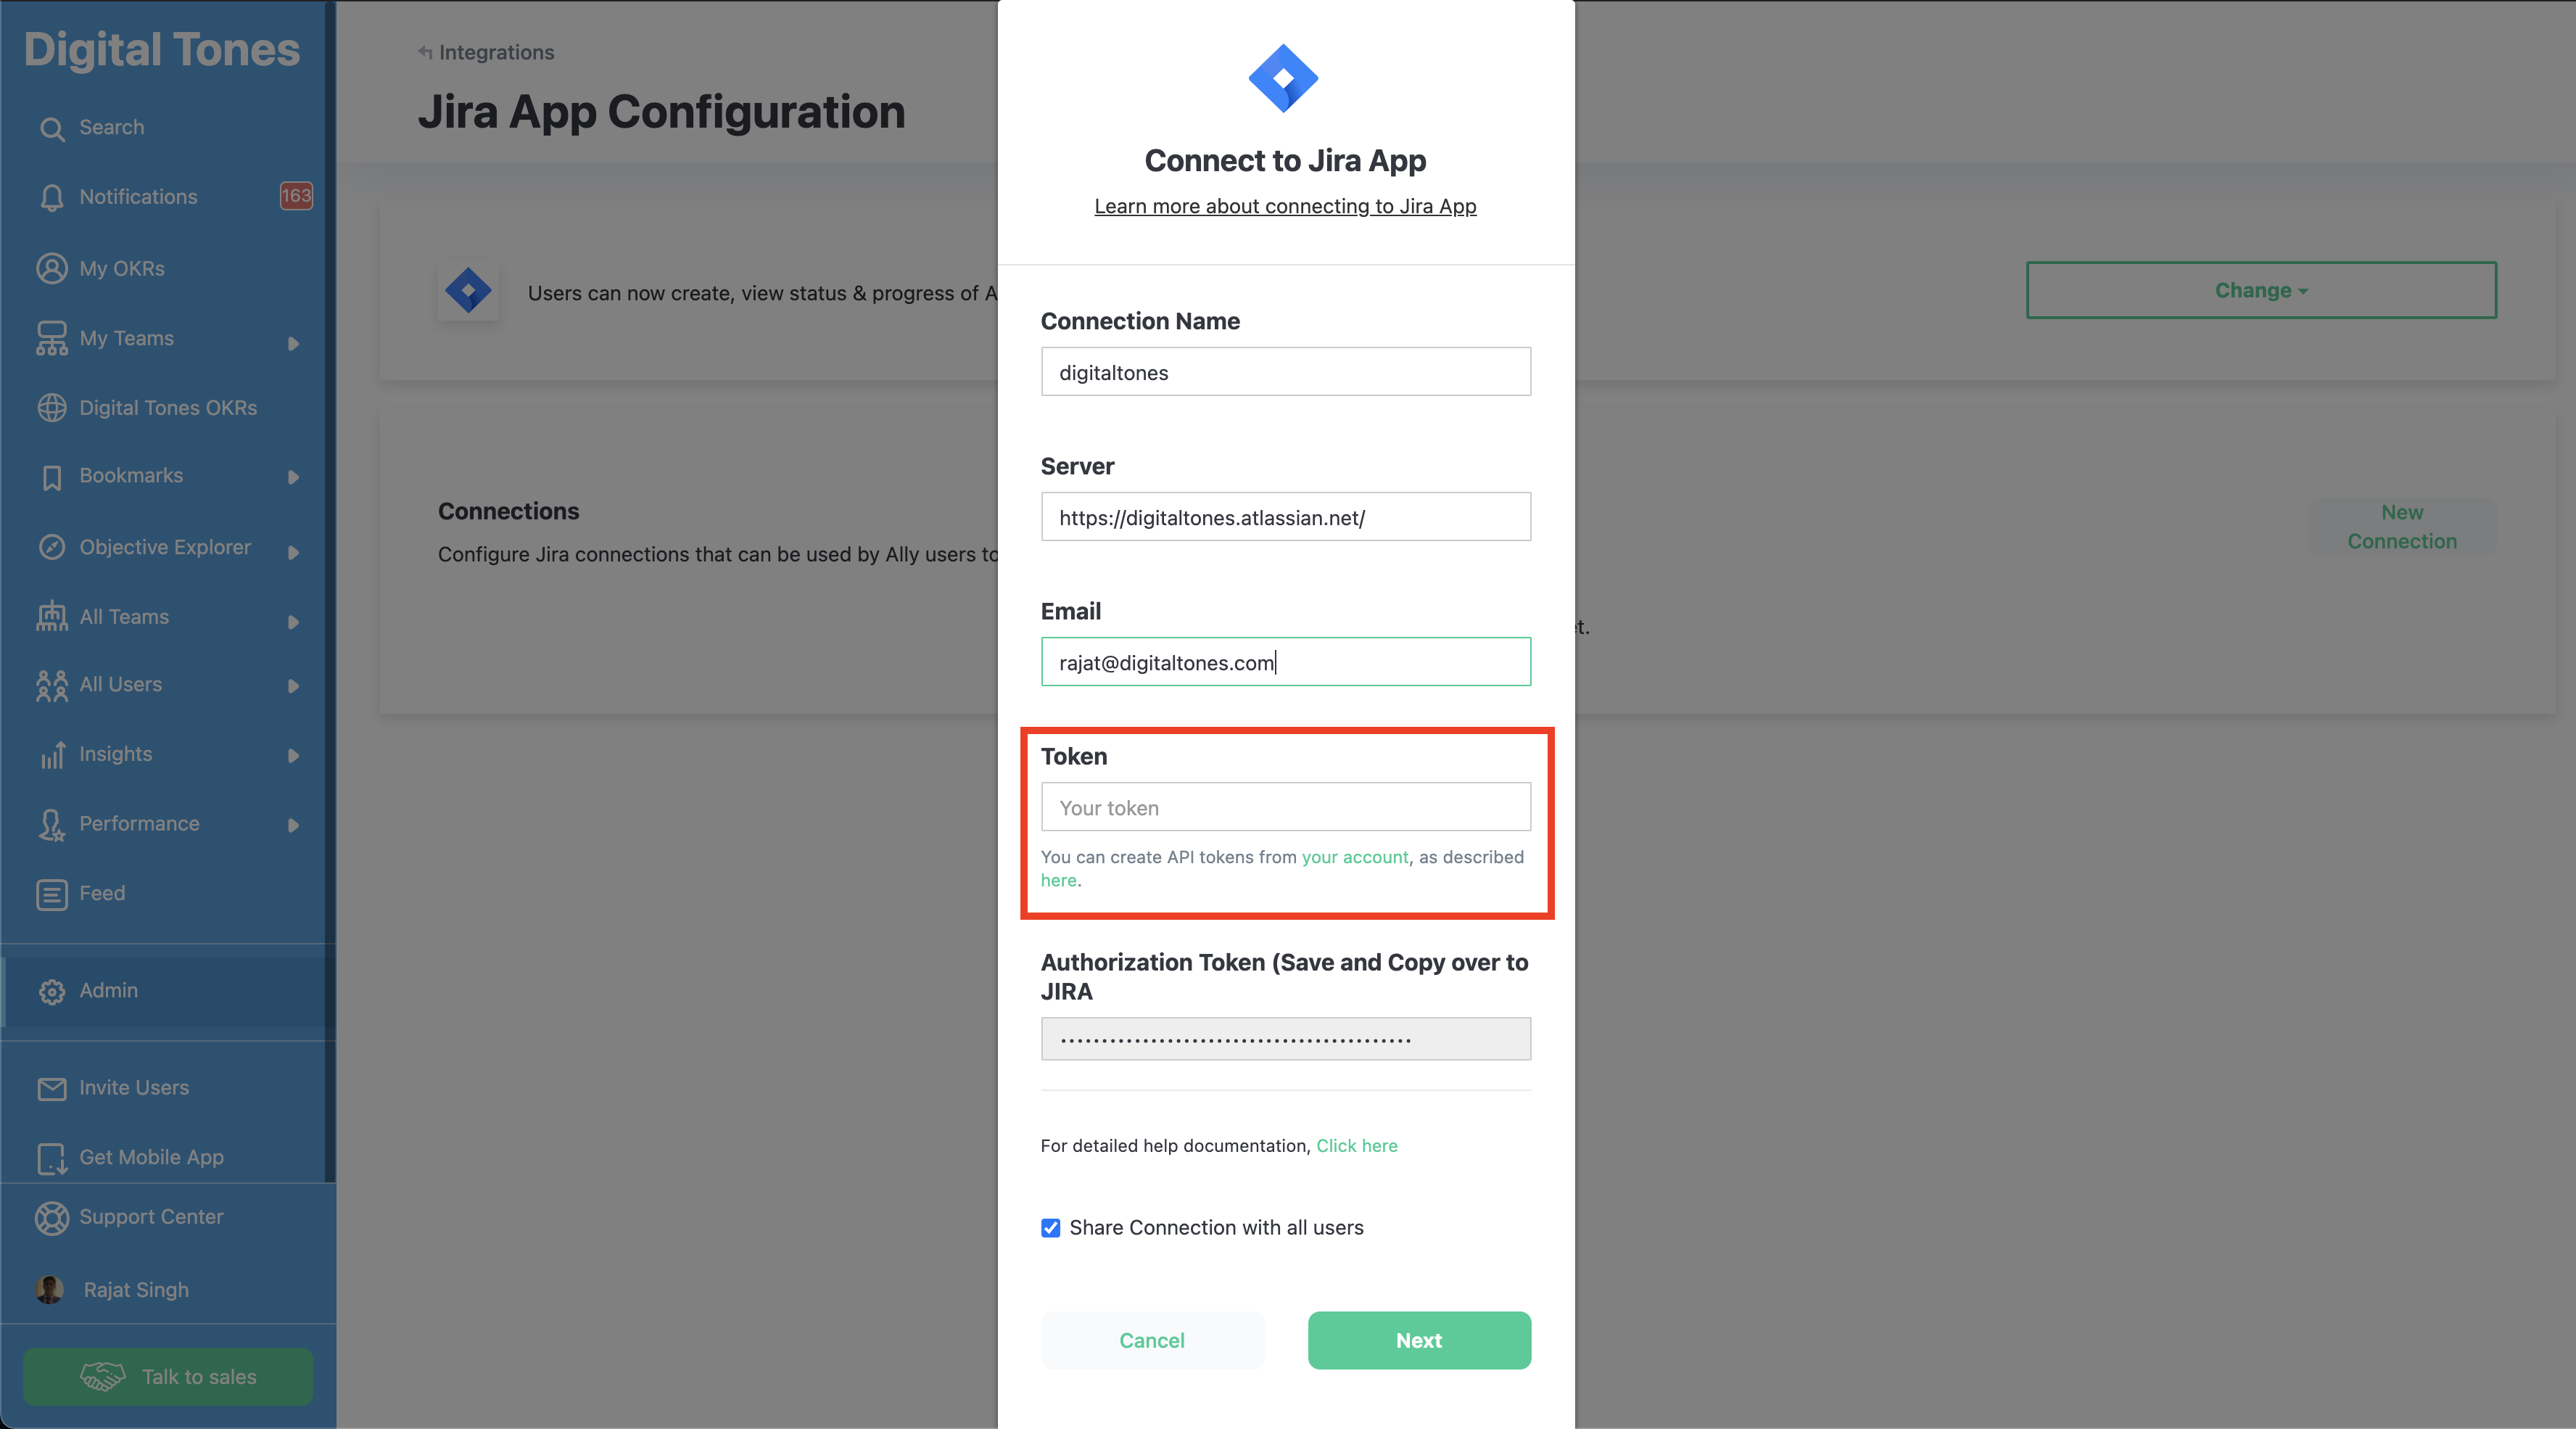 Digital Tones
Search
Notifications
163
My OKRs
My Teams
Digital Tones OKRs
Bookmarks
Objective Explorer
All Teams
All Users
Insights
Performance
Feed
Admin
Invite Users
Get Mobile App
Support Center
Rajat Singh
Talk to sales
Integrations
Jira App Configuration
Users can now create, view status & progress of A
Change
Connections
Configure Jira connections that can be used by Ally users to
New
Connection
et.
Connect to Jira App
Learn more about connecting to Jira App
Connection Name
digitaltones
Server
https://digitaltones.atlassian.net/
Email
rajat@digitaltones.com
Token
Your token
You can create API tokens from your account, as described
here.
Authorization Token (Save and Copy over to
JIRA
For detailed help documentation, Click here
Share Connection with all users
Cancel
Next